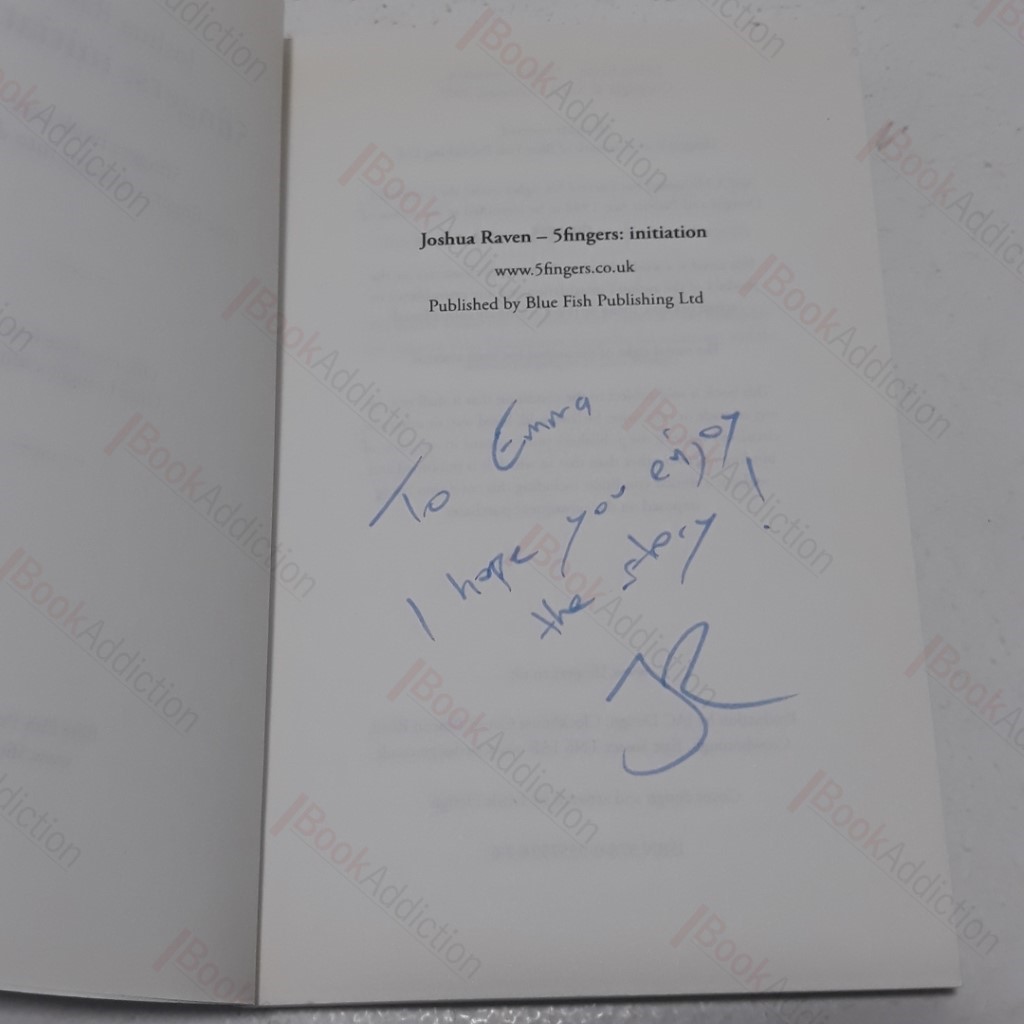 Joshua Raven – 5fingers: initiation
www.5fingers.co.uk
Published by Blue Fish Publishing Ltd
To Emma
I hope you enjoy
the story!
BookAddiction